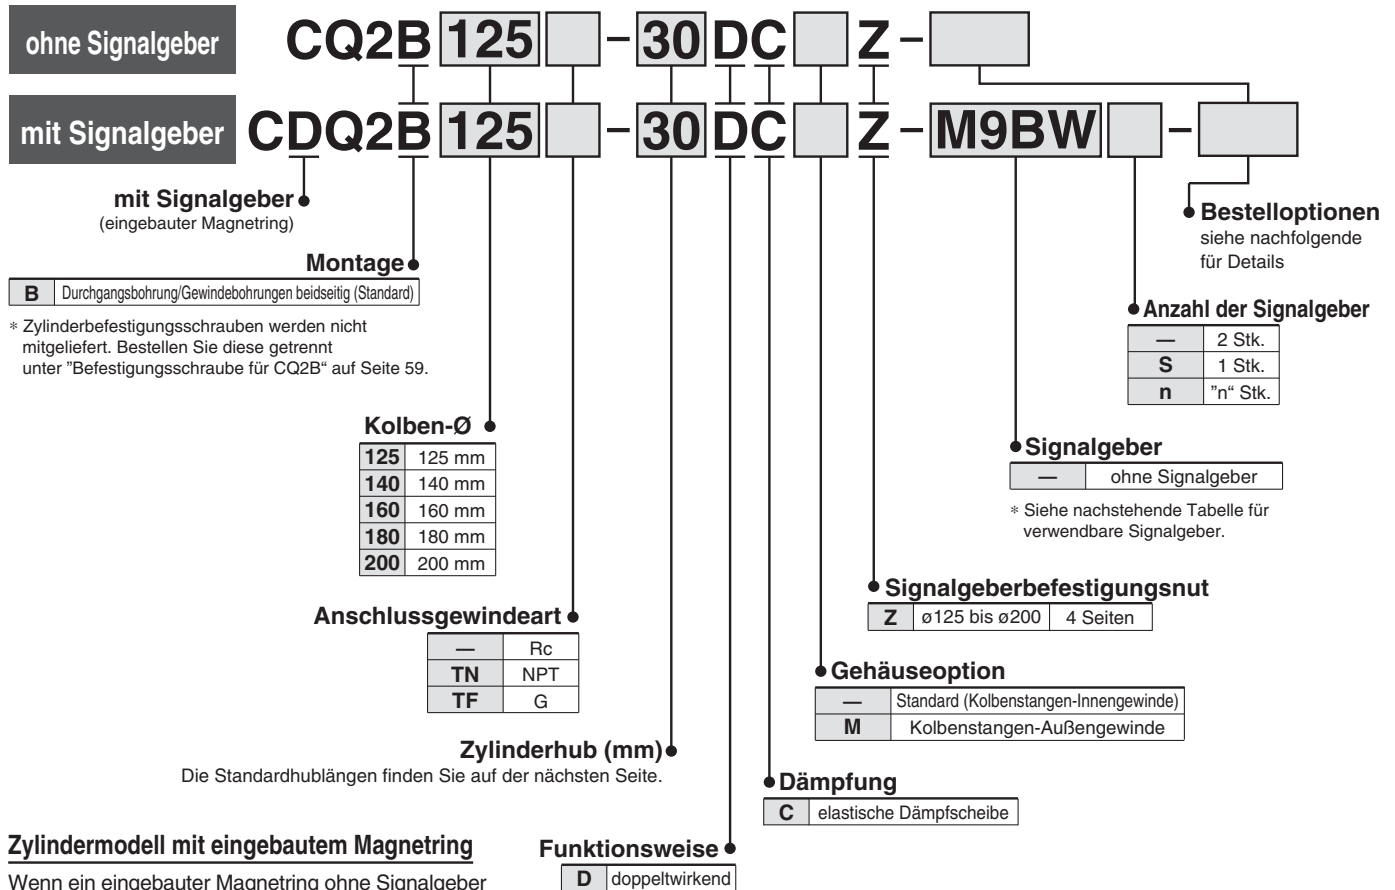 ohne Signalgeber CQ2B 125 – 30 D C Z –
mit Signalgeber CDQ2B 125 – 30 D C Z – M9BW –
mit Signalgeber
(eingebauter Magnetring)
Bestelloptionen
siehe nachfolgende
für Details
Montage
B Durchgangsbohrung/Gewindebohrungen beidseitig (Standard)
* Zylinderbefestigungsschrauben werden nicht
mitgeliefert. Bestellen Sie diese getrennt
unter "Befestigungsschraube für CQ2B“ auf Seite 59.
Anzahl der Signalgeber
— 2 Stk.
S 1 Stk.
n "n“ Stk.
Kolben-Ø
125 125 mm
140 140 mm
160 160 mm
180 180 mm
200 200 mm
Signalgeber
— ohne Signalgeber
* Siehe nachstehende Tabelle für
verwendbare Signalgeber.
Signalgeberbefestigungsnut
Z ø125 bis ø200 4 Seiten
Anschlussgewindeart
— Rc
TN NPT
TF G
Gehäuseoption
— Standard (Kolbenstangen-Innengewinde)
M Kolbenstangen-Außengewinde
Zylinderhub (mm)
Die Standardhublängen finden Sie auf der nächsten Seite.
Dämpfung
C elastische Dämpfscheibe
Zylindermodell mit eingebautem Magnetring
Wenn ein eingebauter Magnetring ohne Signalgeber
Funktionsweise
D doppeltwirkend